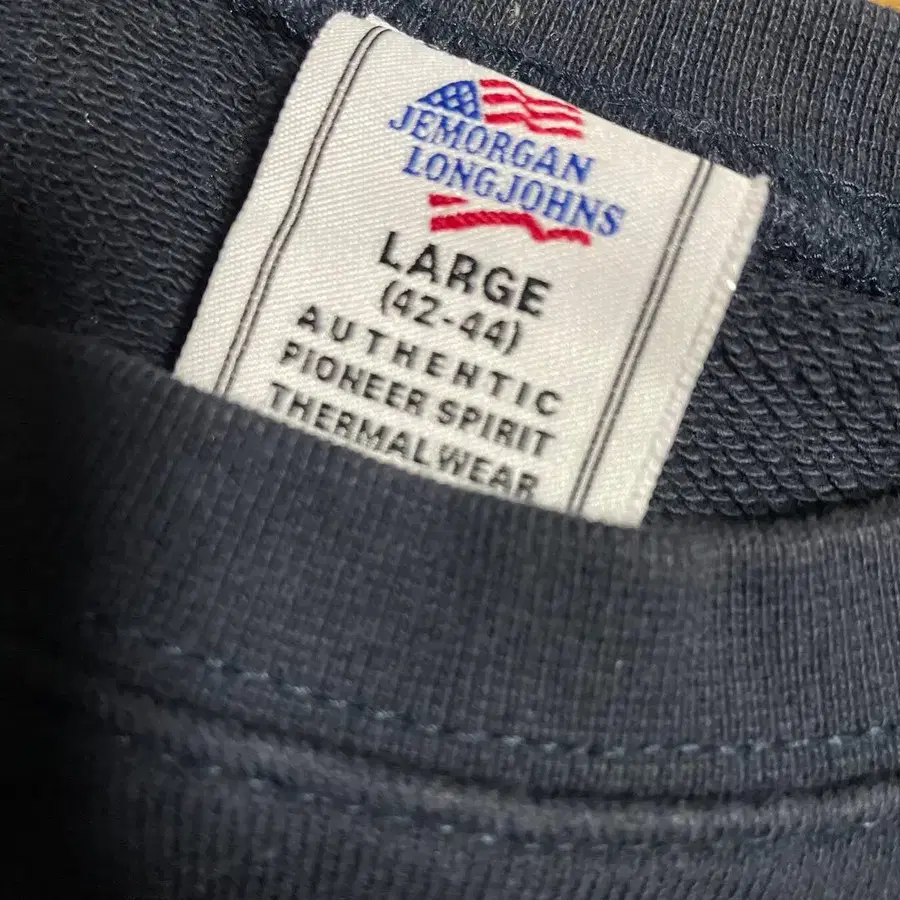 JEMORGAN
LONGJOHNS
LARGE
(42-44)
AUTHENTIC
PIONEER SPIRIT
THERMALWEAR